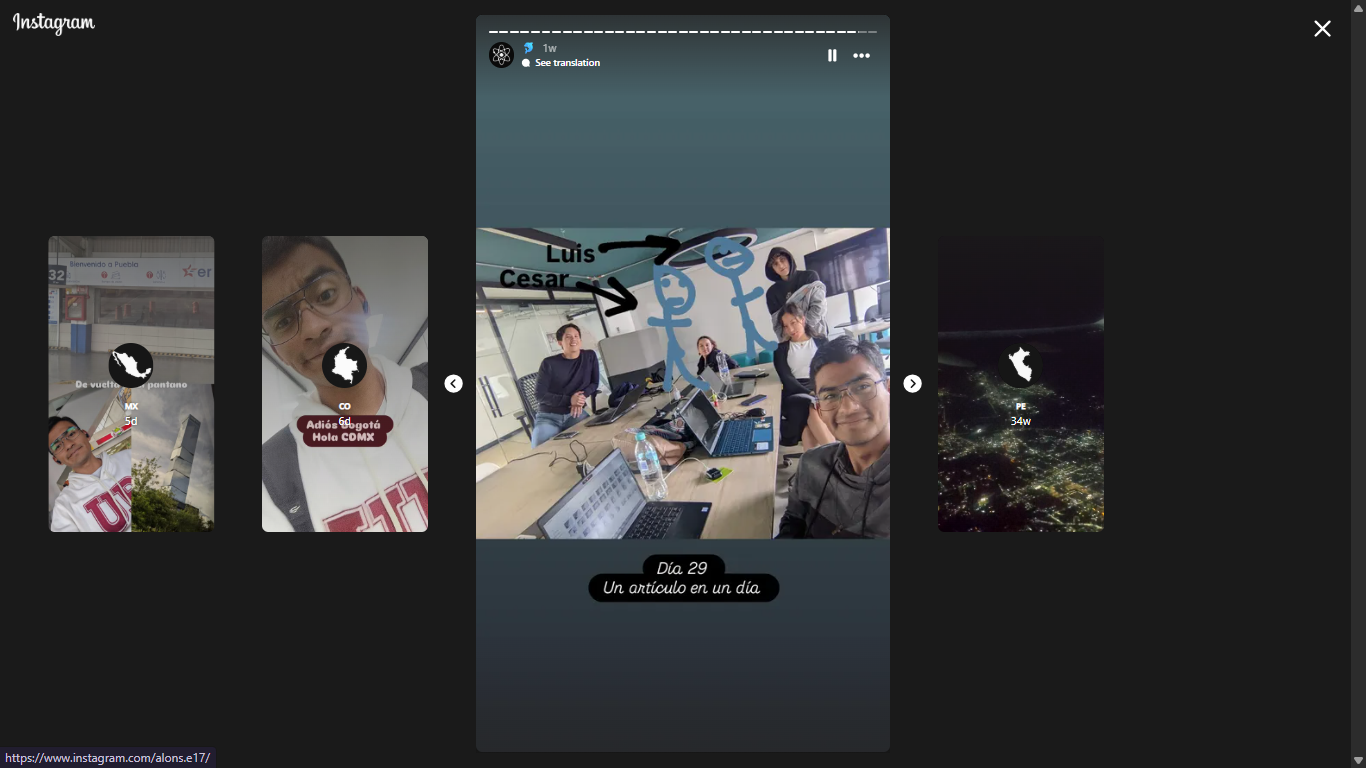 Instagram
1w
See translation
32
Bienvenido a Puebla
er
De vuelta pantano
MX
5d
CO
6d
Adiós Bogotá
Hola CDMX
Luis
Cesar
Día 29
Un artículo en un día
PE
34w
https://www.instagram.com/alons.e17/